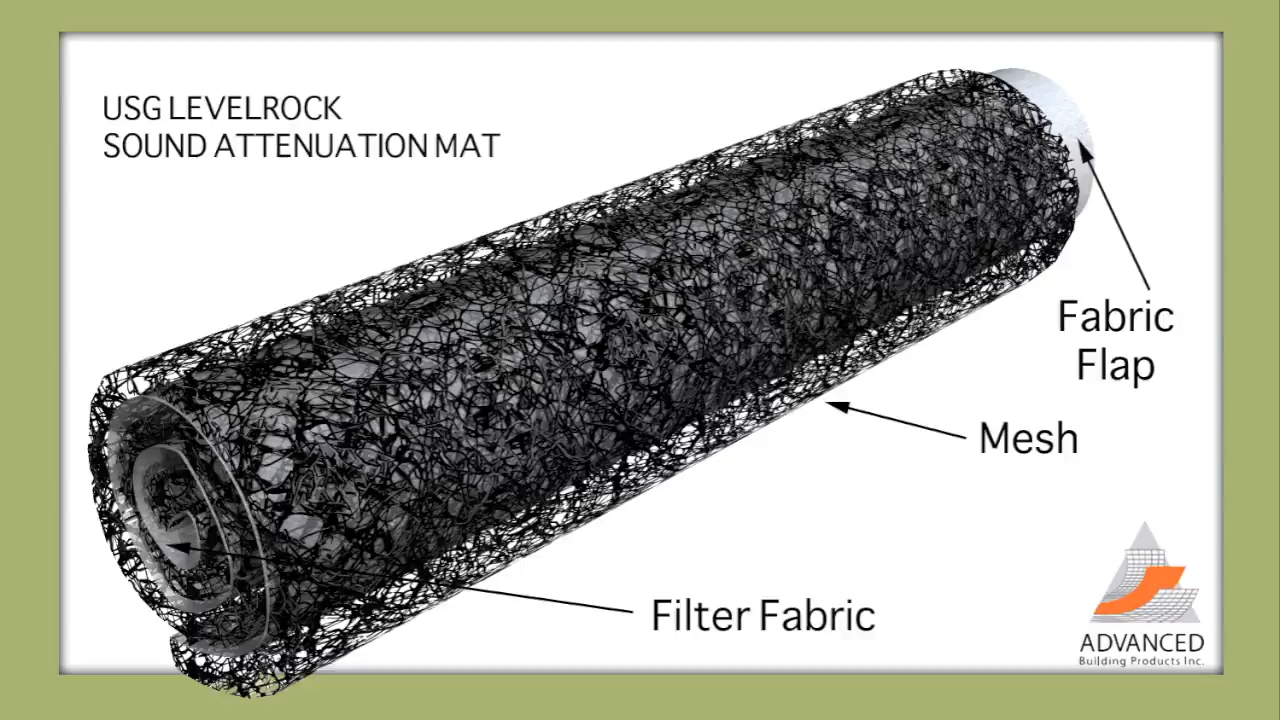 USG LEVELROCK
SOUND ATTENUATION MAT
Fabric
Flap
Mesh
Filter Fabric
ADVANCED
Building Products Inc.